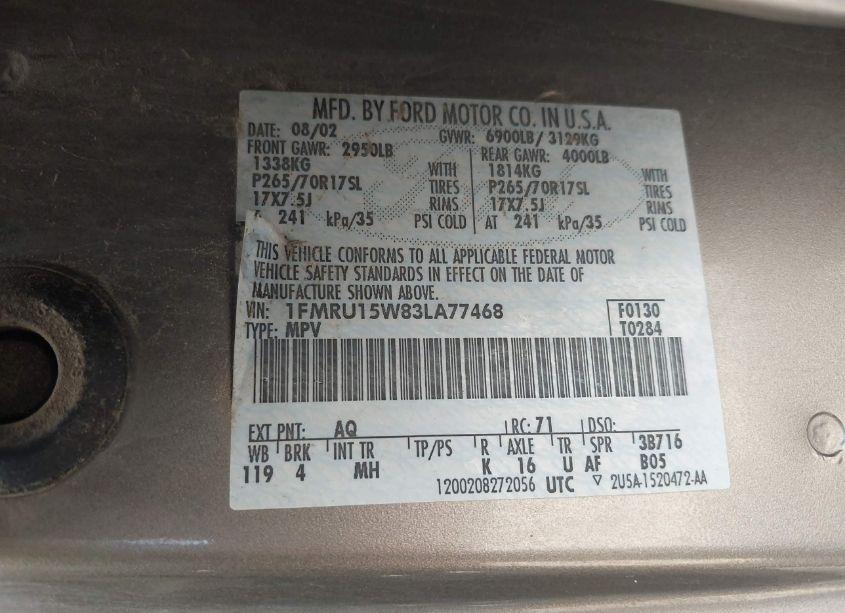 MFD. BY FORD MOTOR CO. IN U.S.A.
DATE: 08/02 GVWR: 6900LB/ 3129KG
FRONT GAWR: 2950LB REAR GAWR: 4000LB
1338KG WITH 1814KG WITH
P265/70R17SL TIRES P265/70R17SL TIRES
17X7.5J RIMS 17X7.5J RIMS
A 241 kPa/35 PSI COLD AT 241 kPa/35 PSI COLD
THIS VEHICLE CONFORMS TO ALL APPLICABLE FEDERAL MOTOR
VEHICLE SAFETY STANDARDS IN EFFECT ON THE DATE OF
MANUFACTURE SHOWN ABOVE.
VIN: 1FMRU15W83LA77468 F0130
TYPE: MPV T0284
EXT PNT: AQ RC: 71 DSO:
WB BRK INT TR TP/PS R AXLE TR SPR 3B716
119 4 MH K 16 U AF B05
1200208272056 UTC ▽ 2U5A-1520472-AA